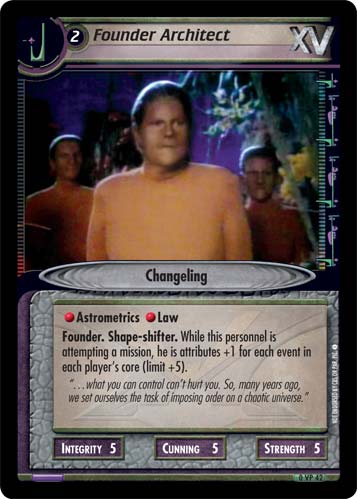 2 Founder Architect XV
Changeling
Astrometrics Law
Founder. Shape-shifter. While this personnel is
attempting a mission, he is attributes +1 for each event in
each player's core (limit +5).
"…what you can control can't hurt you. So, many years ago,
we set ourselves the task of imposing order on a chaotic universe."
INTEGRITY 5 CUNNING 5 STRENGTH 5
0 VP 42